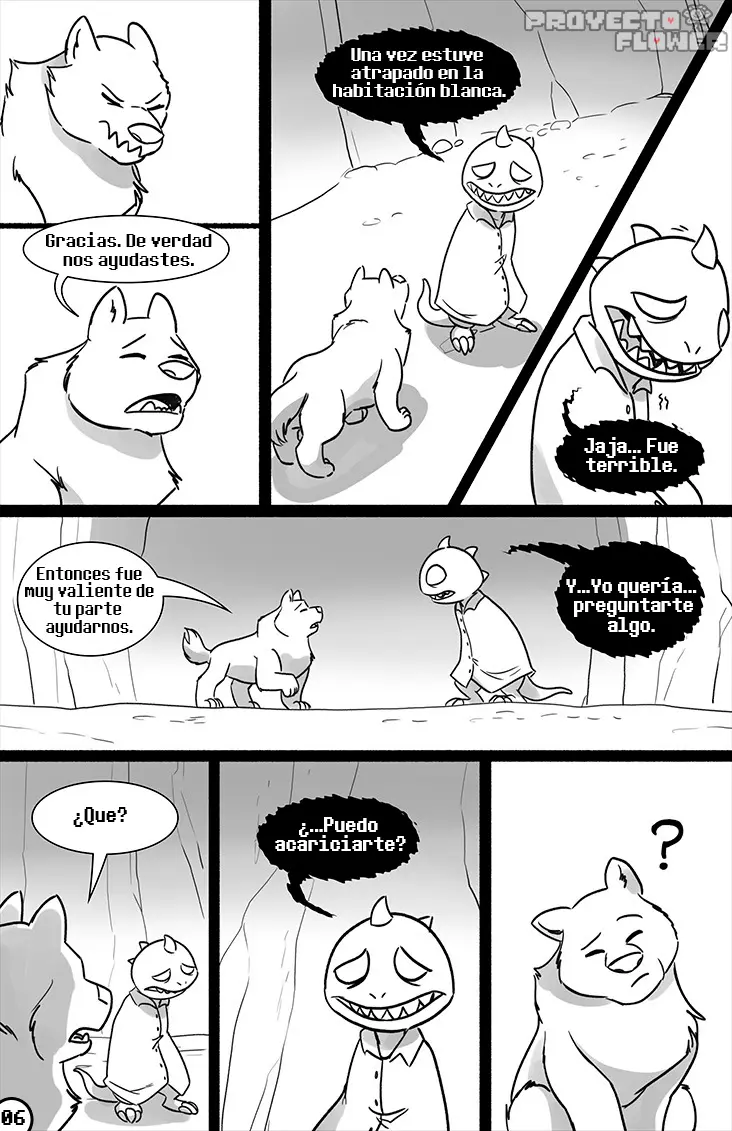 PROYECTO
FLOWER
Gracias. De verdad
nos ayudastes.
Una vez estuve
atrapado en la
habitación blanca.
Jaja... Fue
terrible.
Entonces fue
muy valiente de
tu parte
ayudarnos.
Y...Yo quería...
preguntarte
algo.
¿Que?
¿...Puedo
acariciarte?
?
06